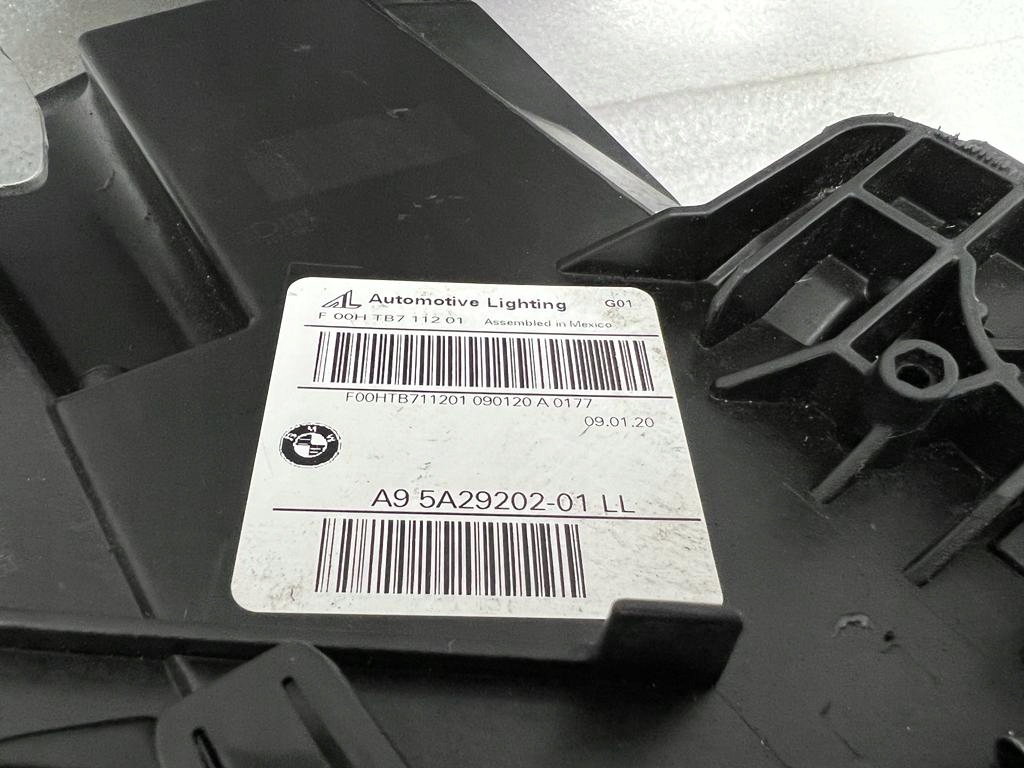 AL Automotive Lighting G01
F 00H TB7 112 01 Assembled in Mexico
F00HTB711201 090120 A 0177
09.01.20
BMW
A9 5A29202-01 LL